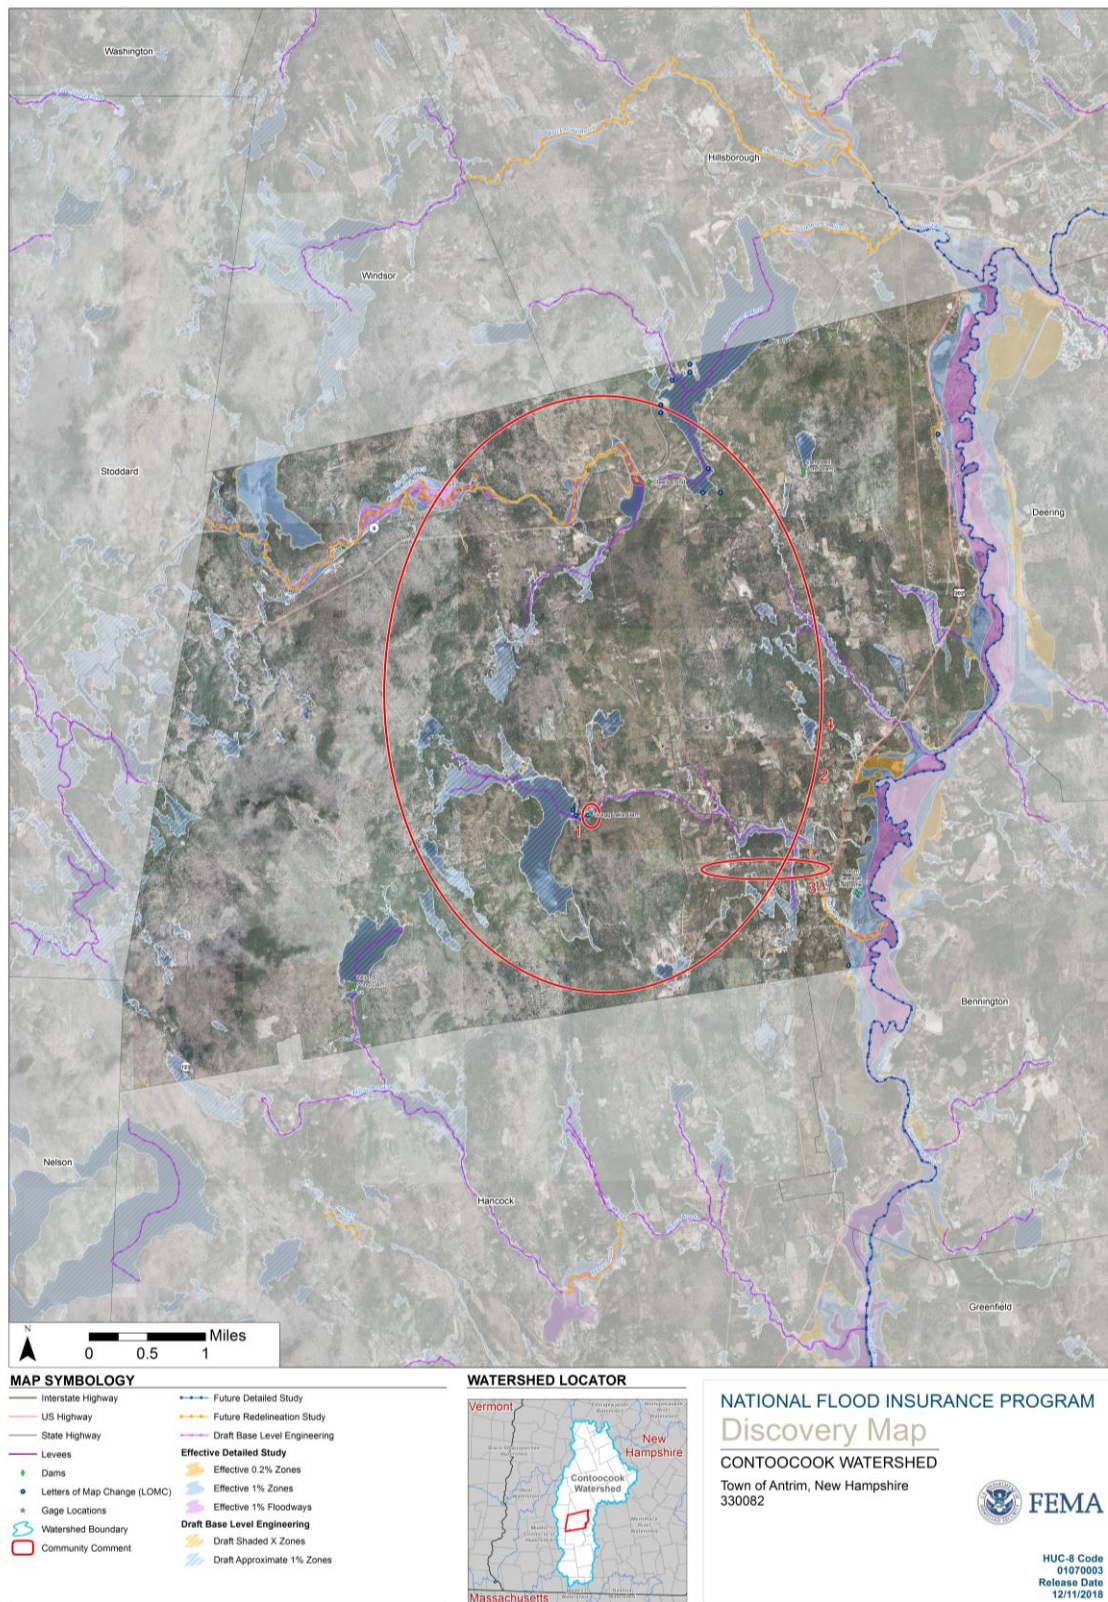 Washington
Hillsborough
Windsor
Stoddard
Deering
9
202
4
2
1
3
Bennington
123
Nelson
Hancock
Greenfield
N
Miles
0 0.5 1
MAP SYMBOLOGY
Interstate Highway
US Highway
State Highway
Levees
Dams
Letters of Map Change (LOMC)
Gage Locations
Watershed Boundary
Community Comment
Future Detailed Study
Future Redelineation Study
Draft Base Level Engineering
Effective Detailed Study
Effective 0.2% Zones
Effective 1% Zones
Effective 1% Floodways
Draft Base Level Engineering
Draft Shaded X Zones
Draft Approximate 1% Zones
WATERSHED LOCATOR
Vermont
New
Hampshire
Contoocook
Watershed
Massachusetts
NATIONAL FLOOD INSURANCE PROGRAM
Discovery Map
CONTOOCOOK WATERSHED
Town of Antrim, New Hampshire
330082
FEMA
HUC-8 Code
01070003
Release Date
12/11/2018